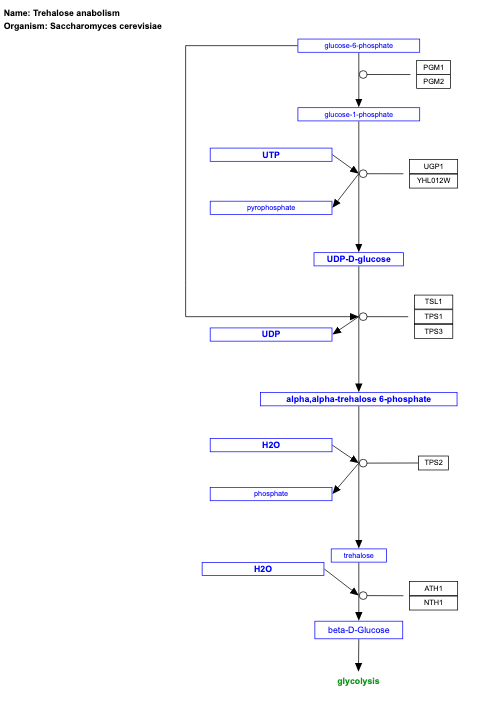 Name: Trehalose anabolism
Organism: Saccharomyces cerevisiae
glucose-6-phosphate
PGM1
PGM2
glucose-1-phosphate
UTP
UGP1
YHL012W
pyrophosphate
UDP-D-glucose
TSL1
TPS1
TPS3
UDP
alpha,alpha-trehalose 6-phosphate
H2O
TPS2
phosphate
trehalose
H2O
ATH1
NTH1
beta-D-Glucose
glycolysis